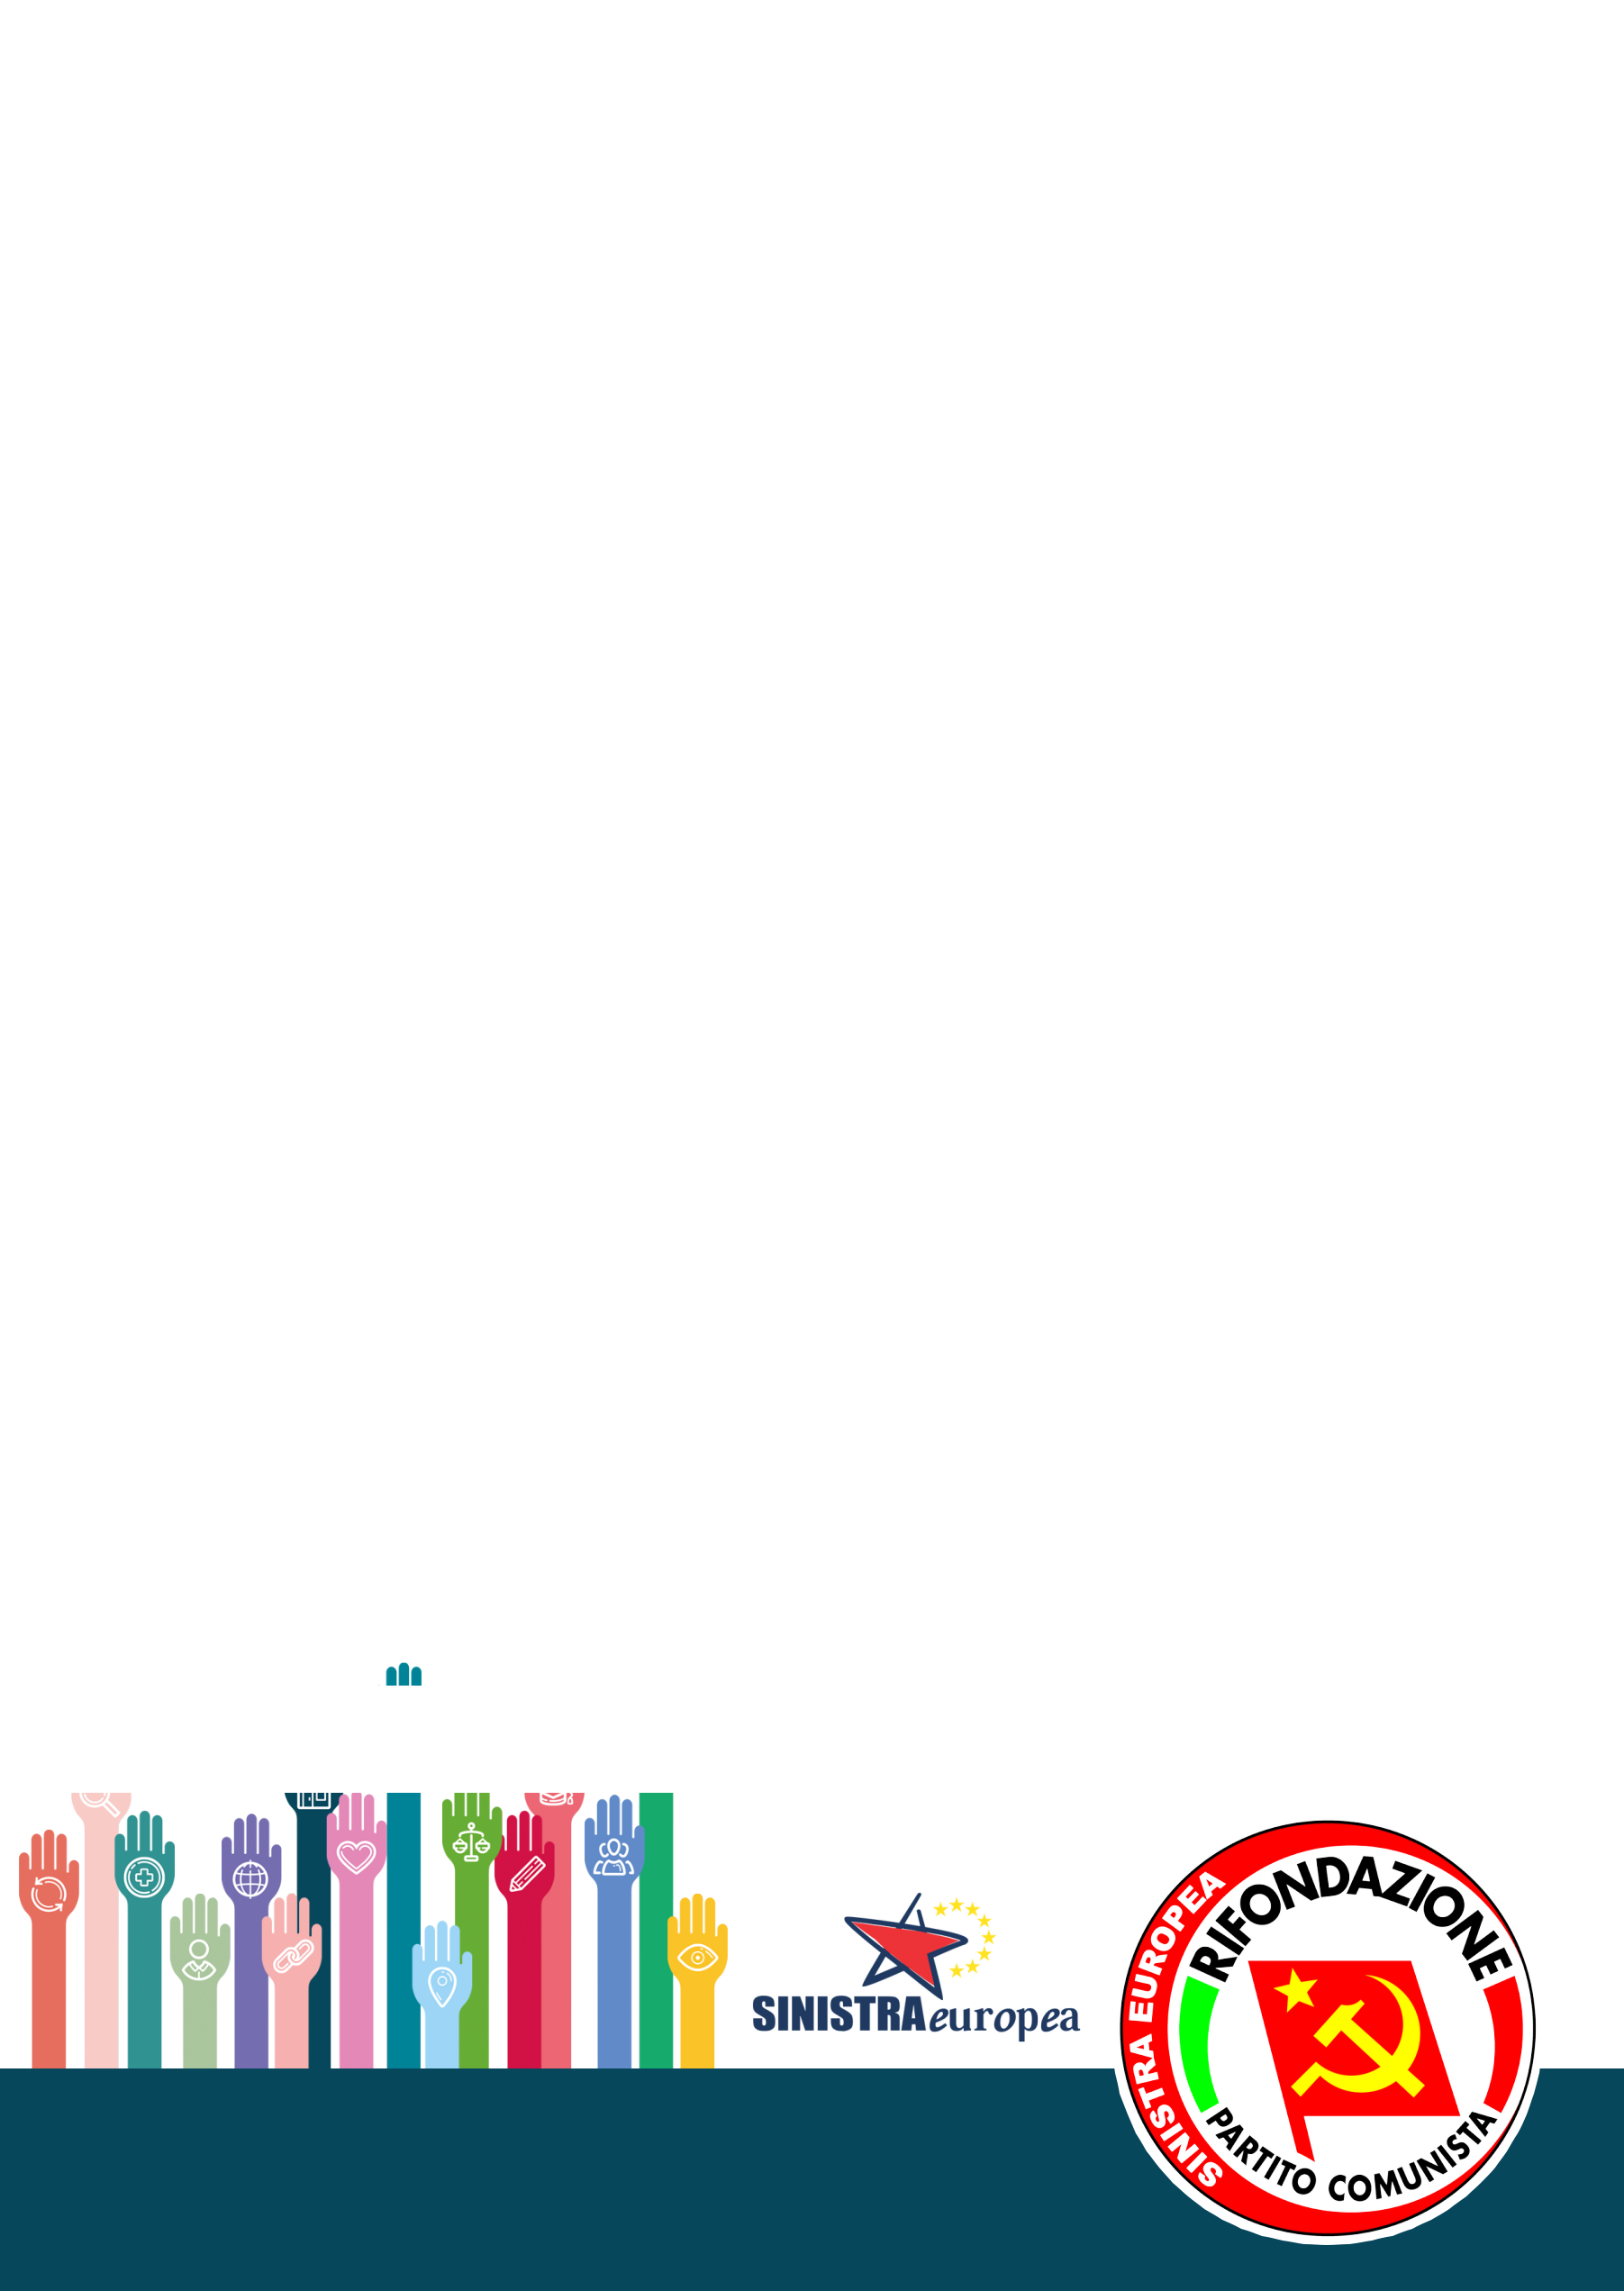 SINISTRAeuropea
SINISTRA EUROPEA
RIFONDAZIONE
PARTITO COMUNISTA